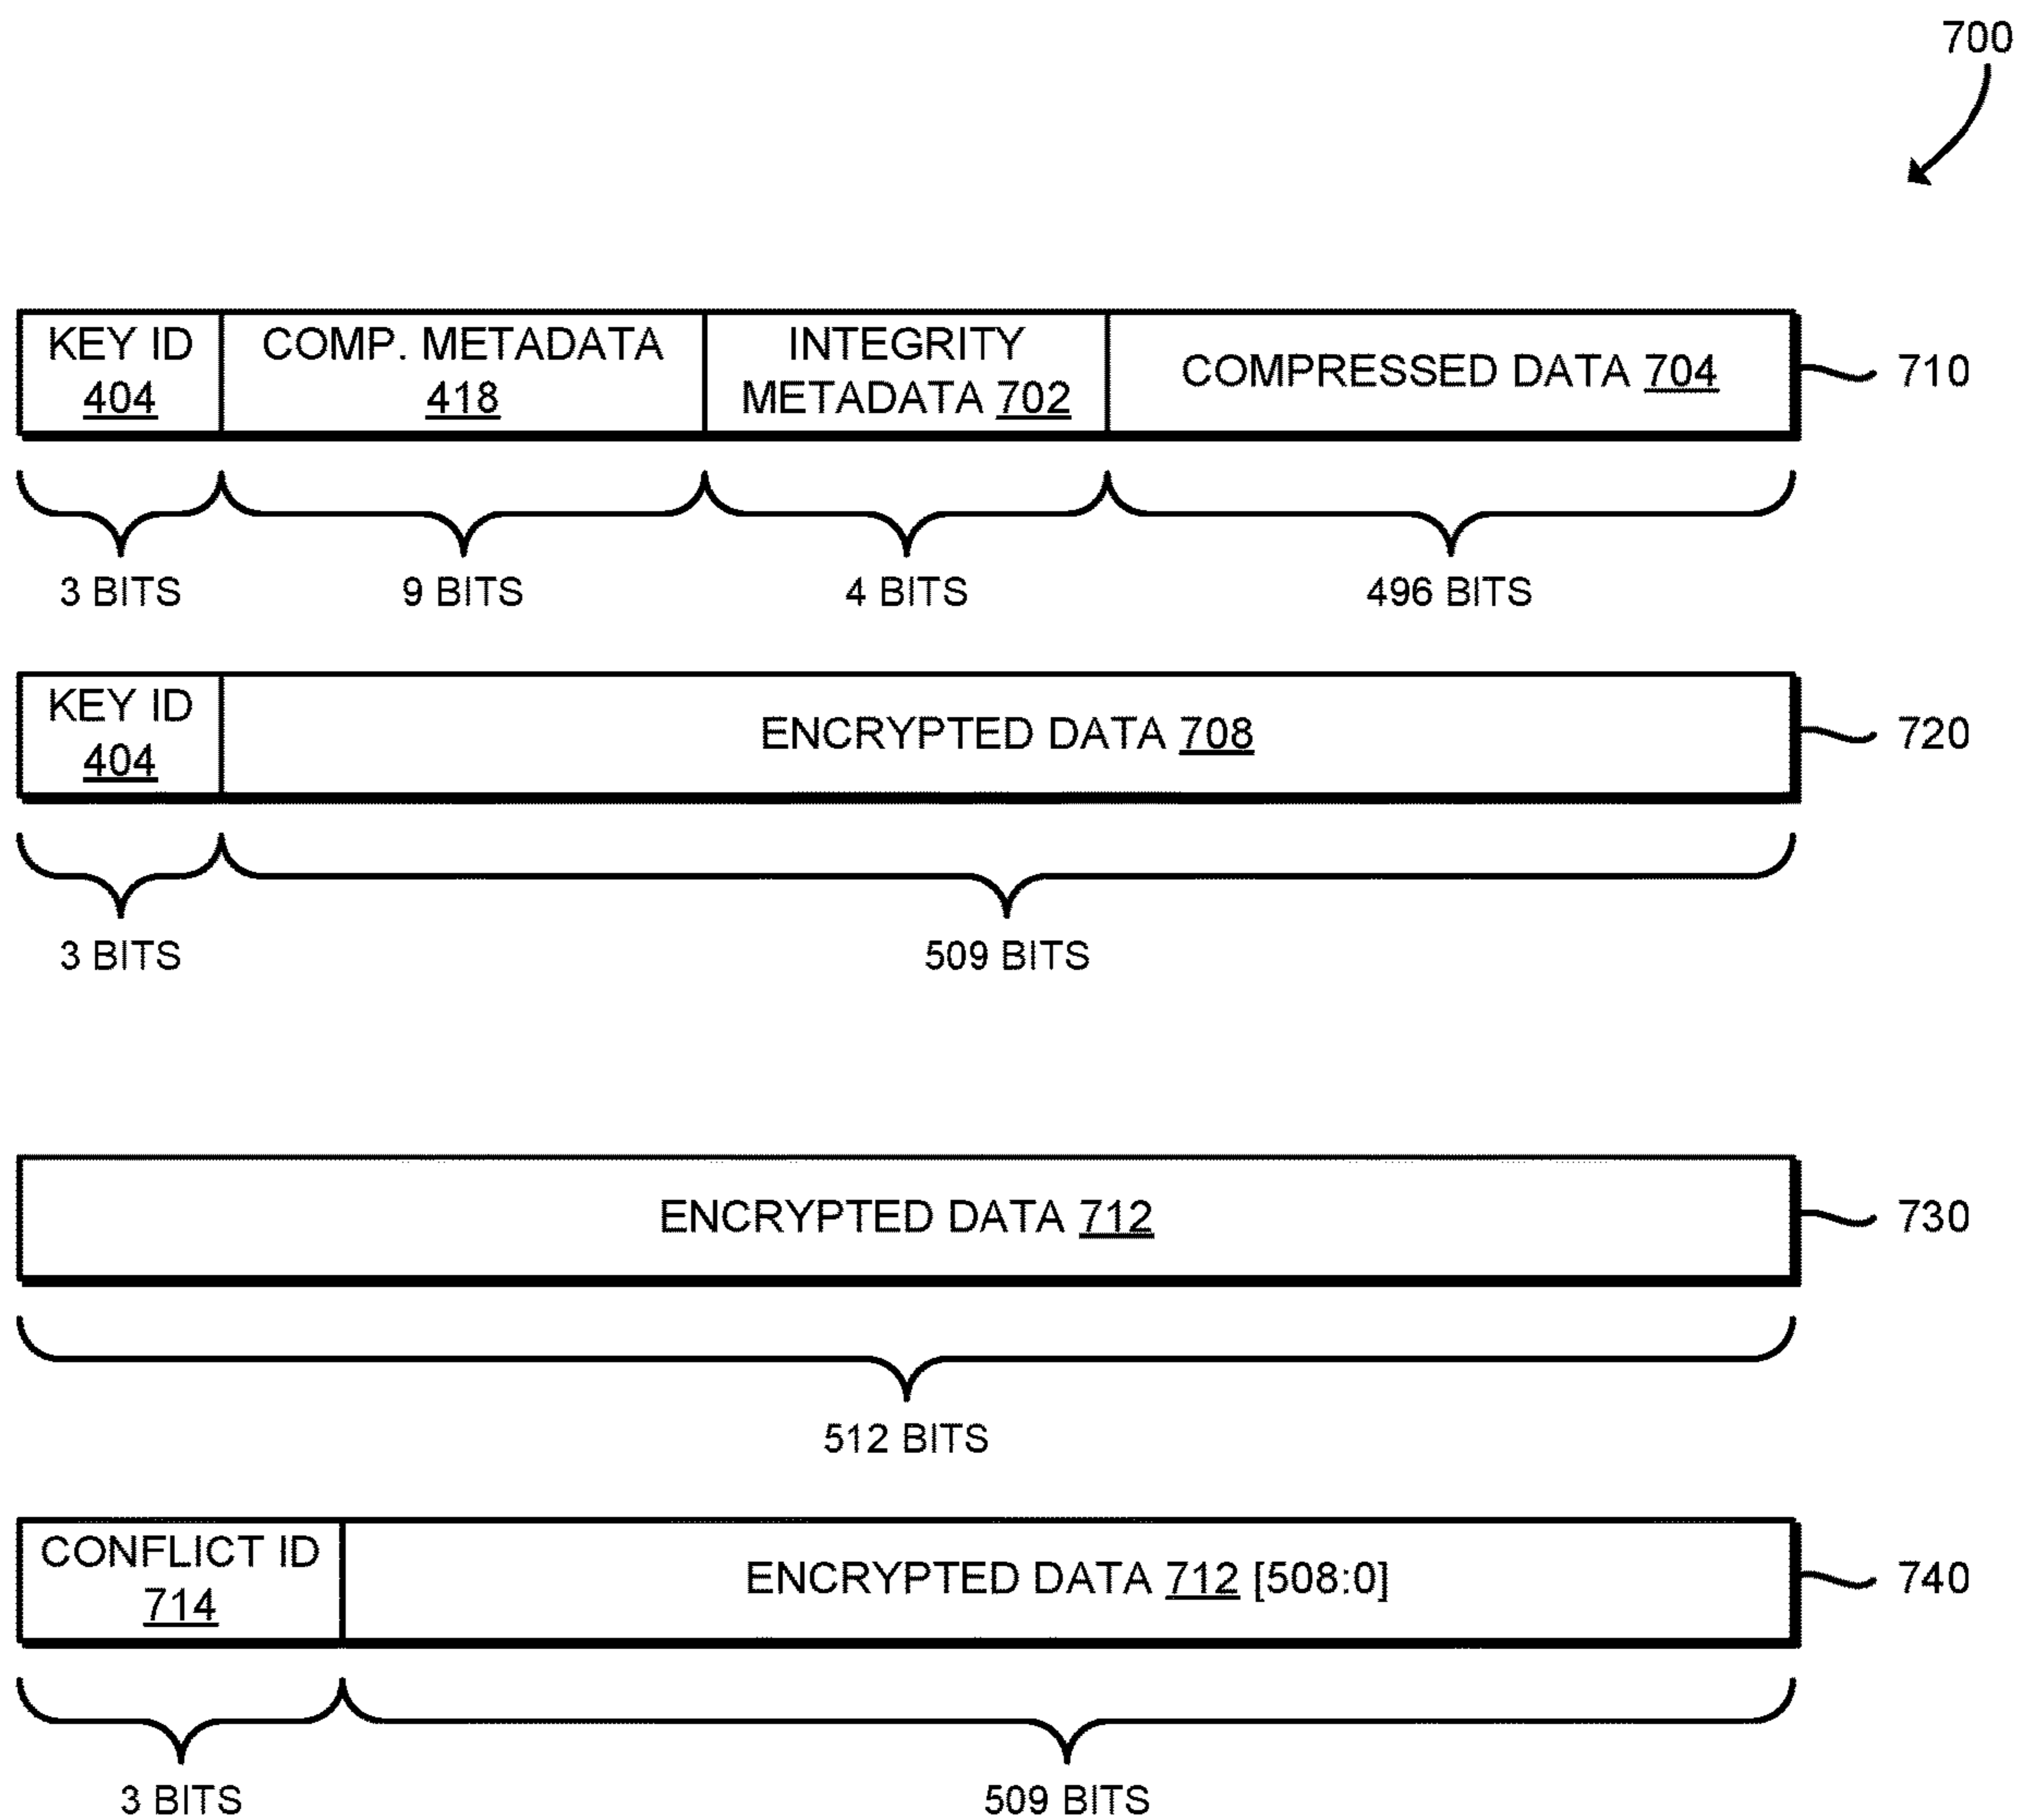 700
KEY ID
404
COMP. METADATA
418
INTEGRITY
METADATA 702
COMPRESSED DATA 704
710
3 BITS
9 BITS
4 BITS
496 BITS
KEY ID
404
ENCRYPTED DATA 708
720
3 BITS
509 BITS
ENCRYPTED DATA 712
730
512 BITS
CONFLICT ID
714
ENCRYPTED DATA 712 [508:0]
740
3 BITS
509 BITS